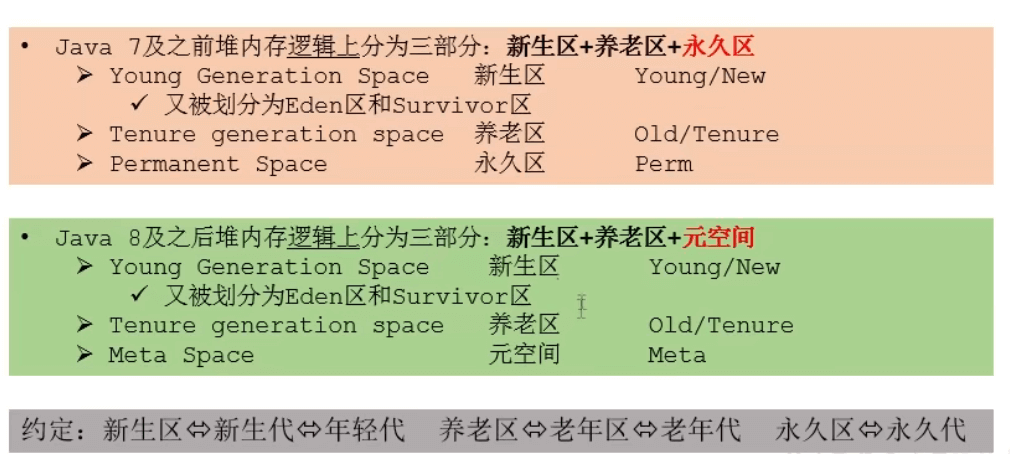 • Java 7及之前堆内存逻辑上分为三部分：新生区+养老区+永久区
➢ Young Generation Space 新生区 Young/New
✓ 又被划分为Eden区和Survivor区
➢ Tenure generation space 养老区 Old/Tenure
➢ Permanent Space 永久区 Perm
• Java 8及之后堆内存逻辑上分为三部分：新生区+养老区+元空间
➢ Young Generation Space 新生区 Young/New
✓ 又被划分为Eden区和Survivor区
➢ Tenure generation space 养老区 Old/Tenure
➢ Meta Space 元空间 Meta
约定：新生区⇔新生代⇔年轻代 养老区⇔老年区⇔老年代 永久区⇔永久代